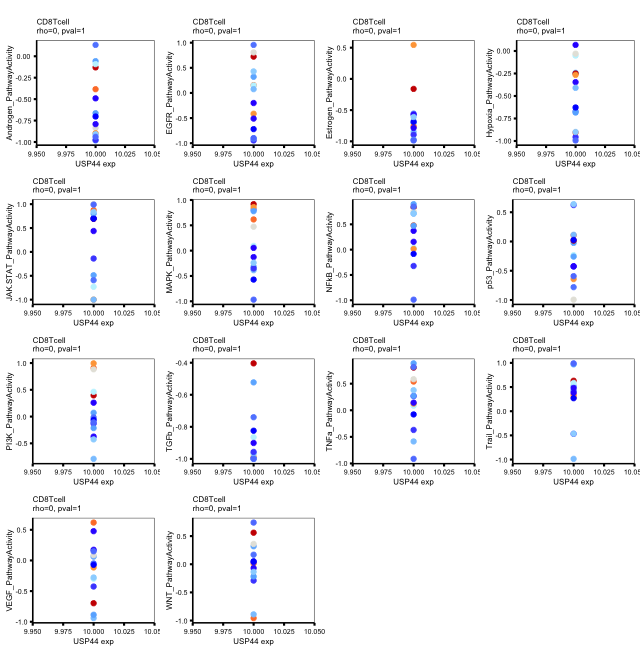 CD8Tcell
rho=0, pval=1
Androgen_PathwayActivity
0.00
-0.25
-0.50
-0.75
-1.00
9.950 9.975 10.000 10.025 10.05
USP44 exp
CD8Tcell
rho=0, pval=1
EGFR_PathwayActivity
1.0
0.5
0.0
-0.5
-1.0
9.950 9.975 10.000 10.025 10.05
USP44 exp
CD8Tcell
rho=0, pval=1
Estrogen_PathwayActivity
0.5
0.0
-0.5
-1.0
9.950 9.975 10.000 10.025 10.05
USP44 exp
CD8Tcell
rho=0, pval=1
Hypoxia_PathwayActivity
0.00
-0.25
-0.50
-0.75
-1.00
9.950 9.975 10.000 10.025 10.05
USP44 exp
CD8Tcell
rho=0, pval=1
JAK.STAT_PathwayActivity
1.0
0.5
0.0
-0.5
-1.0
9.950 9.975 10.000 10.025 10.05
USP44 exp
CD8Tcell
rho=0, pval=1
MAPK_PathwayActivity
1.0
0.5
0.0
-0.5
-1.0
9.950 9.975 10.000 10.025 10.05
USP44 exp
CD8Tcell
rho=0, pval=1
NFkB_PathwayActivity
0.5
0.0
-0.5
-1.0
9.950 9.975 10.000 10.025 10.05
USP44 exp
CD8Tcell
rho=0, pval=1
p53_PathwayActivity
0.5
0.0
-0.5
-1.0
9.950 9.975 10.000 10.025 10.05
USP44 exp
CD8Tcell
rho=0, pval=1
PI3K_PathwayActivity
1.0
0.5
0.0
-0.5
9.950 9.975 10.000 10.025 10.05
USP44 exp
CD8Tcell
rho=0, pval=1
TGFb_PathwayActivity
-0.4
-0.6
-0.8
-1.0
9.950 9.975 10.000 10.025 10.05
USP44 exp
CD8Tcell
rho=0, pval=1
TNFa_PathwayActivity
0.5
0.0
-0.5
-1.0
9.950 9.975 10.000 10.025 10.05
USP44 exp
CD8Tcell
rho=0, pval=1
Trail_PathwayActivity
1.0
0.5
0.0
-0.5
-1.0
9.950 9.975 10.000 10.025 10.05
USP44 exp
CD8Tcell
rho=0, pval=1
VEGF_PathwayActivity
0.5
0.0
-0.5
-1.0
9.950 9.975 10.000 10.025 10.05
USP44 exp
CD8Tcell
rho=0, pval=1
WNT_PathwayActivity
0.5
0.0
-0.5
-1.0
9.950 9.975 10.000 10.025 10.050
USP44 exp